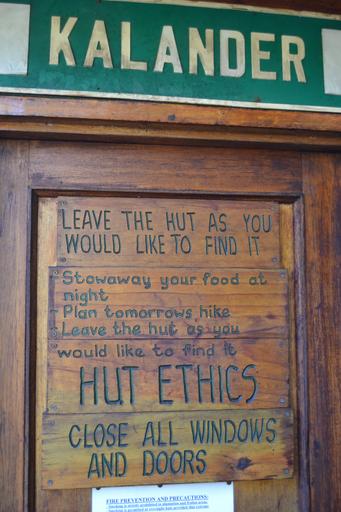 KALANDER
LEAVE THE HUT AS YOU
WOULD LIKE TO FIND IT
Stowaway your food at
night
Plan tomorrows hike
Leave the hut as you
would like to find it
HUT ETHICS
CLOSE ALL WINDOWS
AND DOORS
FIRE PREVENTION AND PRECAUTIONS: